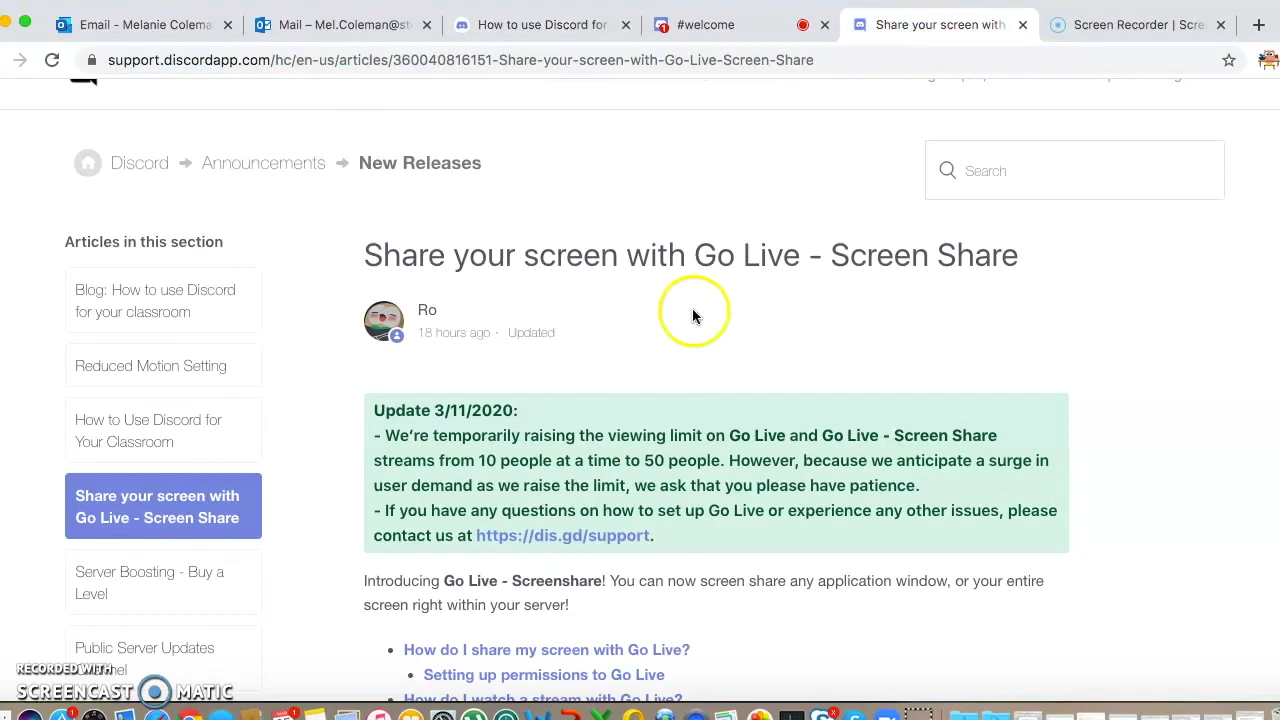 Email – Melanie Colema
Mail – Mel.Coleman@st
How to use Discord for
#welcome
Share your screen with
Screen Recorder | Scre
support.discordapp.com/hc/en-us/articles/360040816151-Share-your-screen-with-Go-Live-Screen-Share
Discord
Announcements
New Releases
Search
Articles in this section
Blog: How to use Discord
for your classroom
Reduced Motion Setting
How to Use Discord for
Your Classroom
Share your screen with
Go Live - Screen Share
Server Boosting - Buy a
Level
Public Server Updates
Share your screen with Go Live - Screen Share
Ro
18 hours ago · Updated
Update 3/11/2020:
- We're temporarily raising the viewing limit on Go Live and Go Live - Screen Share
streams from 10 people at a time to 50 people. However, because we anticipate a surge in
user demand as we raise the limit, we ask that you please have patience.
- If you have any questions on how to set up Go Live or experience any other issues, please
contact us at https://dis.gd/support.
Introducing Go Live - Screenshare! You can now screen share any application window, or your entire
screen right within your server!
How do I share my screen with Go Live?
Setting up permissions to Go Live
How do I watch a stream with Go Live?
RECORDED WITH
SCREENCAST MATIC